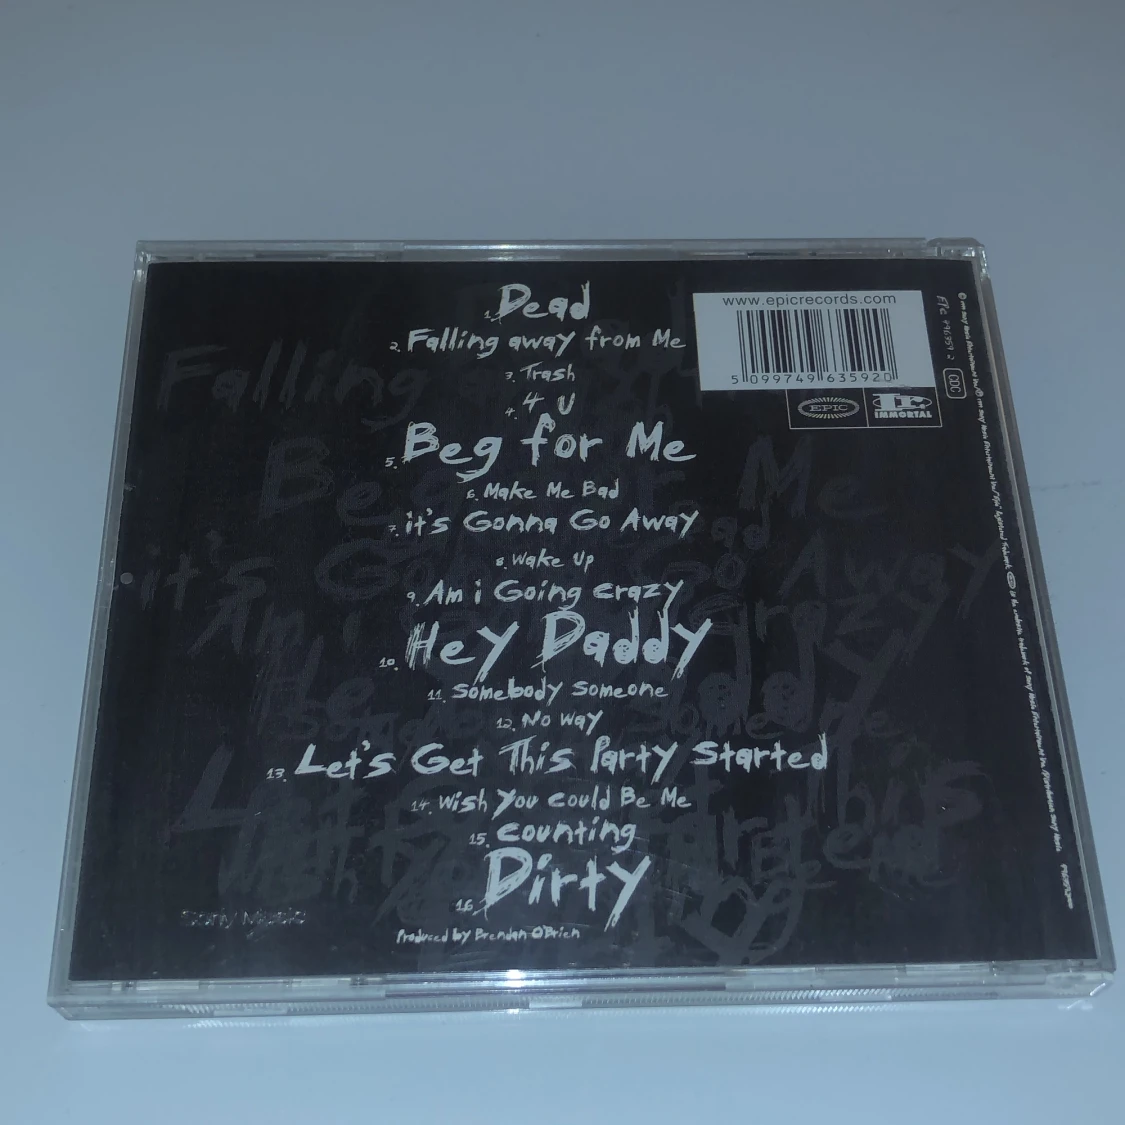 1. Dead
2. Falling away from Me
3. Trash
4. 4 U
5. Beg for Me
6. Make Me Bad
7. it's Gonna Go Away
8. Wake Up
9. Am i Going crazy
10. Hey Daddy
11. somebody someone
12. No Way
13. Let's Get This Party Started
14. Wish You could Be Me
15. counting
16. Dirty
Produced by Brendan O'Brien
Sony Music
www.epicrecords.com
5 099749 635920
EPIC
IMMORTAL
CDC